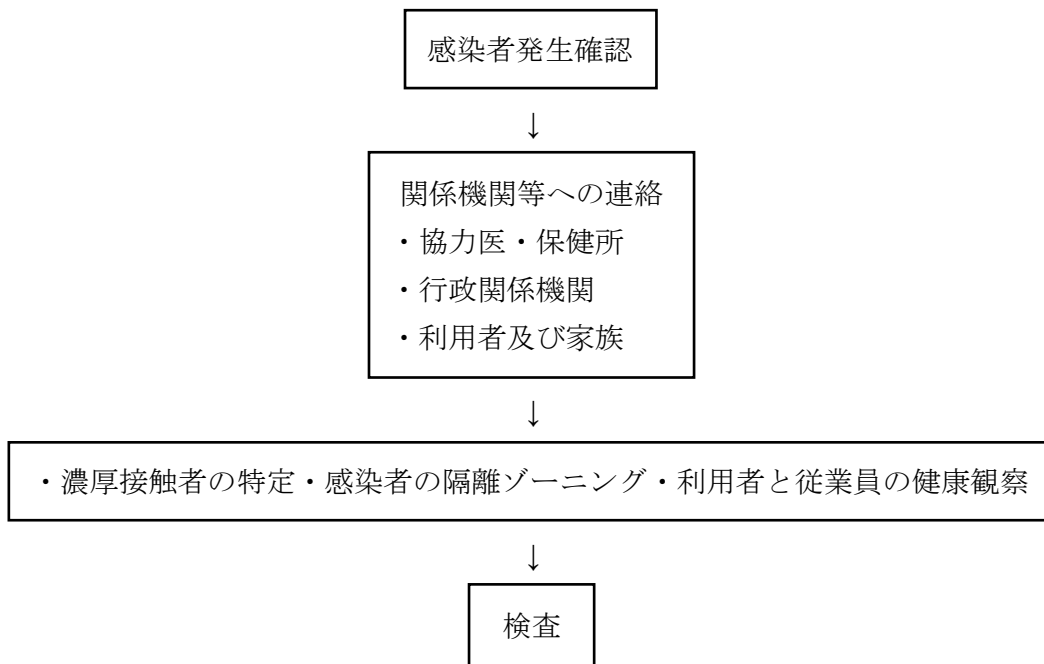 感染者発生確認
↓
関係機関等への連絡
・協力医・保健所
・行政関係機関
・利用者及び家族
↓
・濃厚接触者の特定・感染者の隔離ゾーニング・利用者と従業員の健康観察
↓
検査